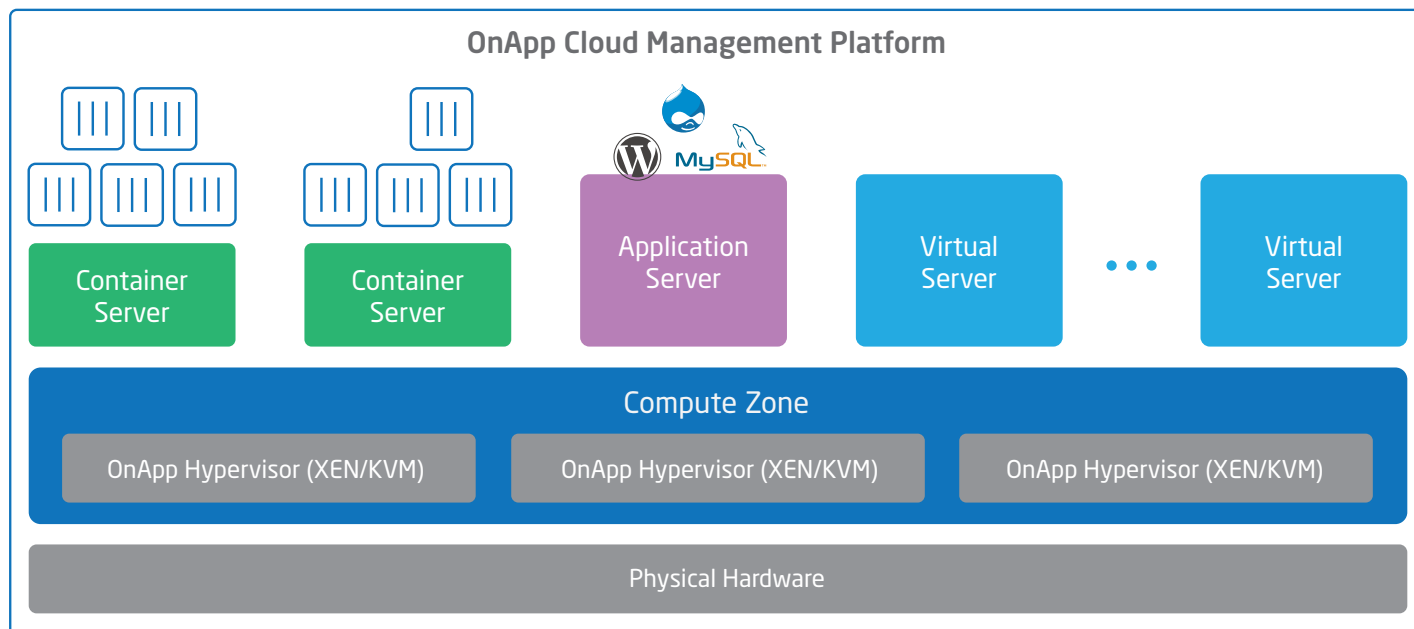 OnApp Cloud Management Platform
W
MySQL
Container
Server
Container
Server
Application
Server
Virtual
Server
Virtual
Server
Compute Zone
OnApp Hypervisor (XEN/KVM)
OnApp Hypervisor (XEN/KVM)
OnApp Hypervisor (XEN/KVM)
Physical Hardware